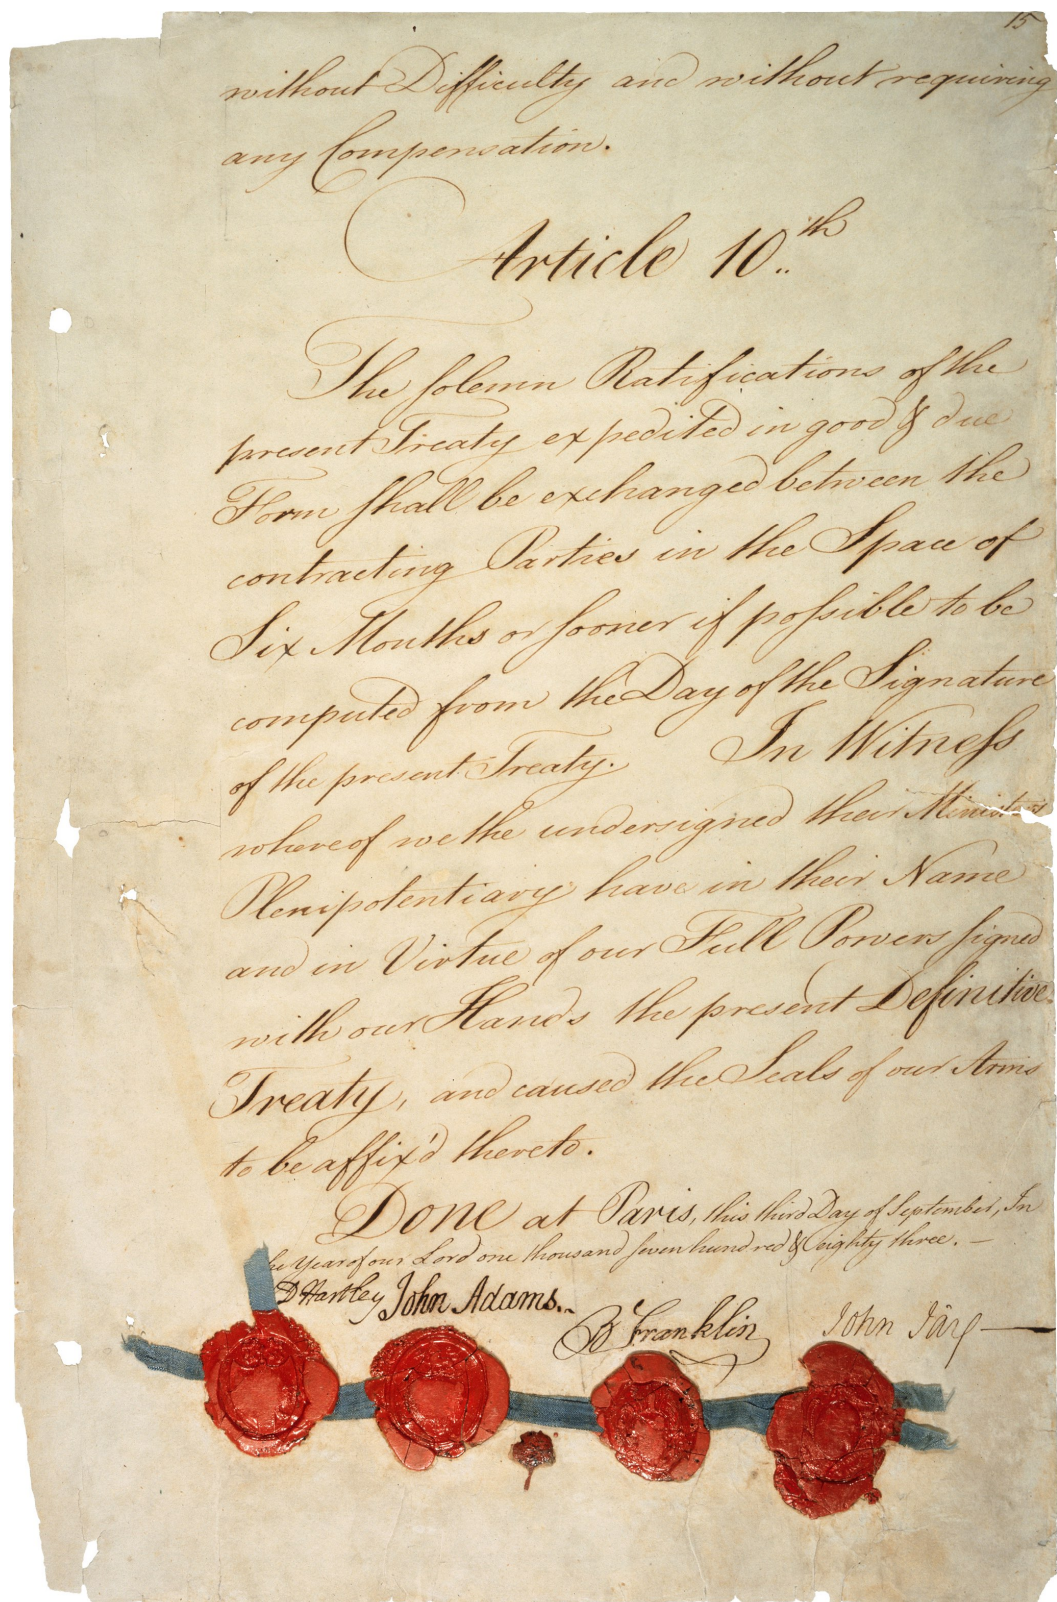 15
without Difficulty and without requiring
any Compensation.
Article 10.th
The solemn Ratifications of the
present Treaty expedited in good & due
Form shall be exchanged between the
contracting Parties in the Space of
Six Months or sooner if possible to be
computed from the Day of the Signature
of the present Treaty. In Witness
whereof we the undersigned their Ministers
Plenipotentiary have in their Name
and in Virtue of our Full Powers signed
with our Hands the present Definitive
Treaty, and caused the Seals of our Arms
to be affix'd thereto.
Done at Paris, this third Day of September, In
the Year of our Lord one thousand seven hundred & eighty three. —
D Hartley John Adams.
B Franklin John Jay